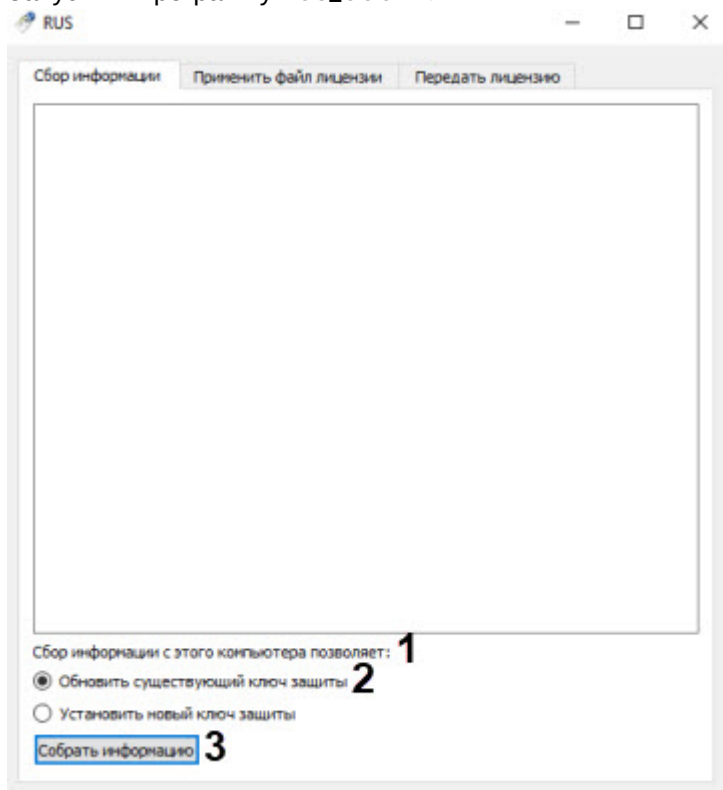 RUS
Сбор информации Применить файл лицензии Передать лицензию
Сбор информации с этого компьютера позволяет: 1
Обновить существующий ключ защиты 2
Установить новый ключ защиты
Собрать информацию 3